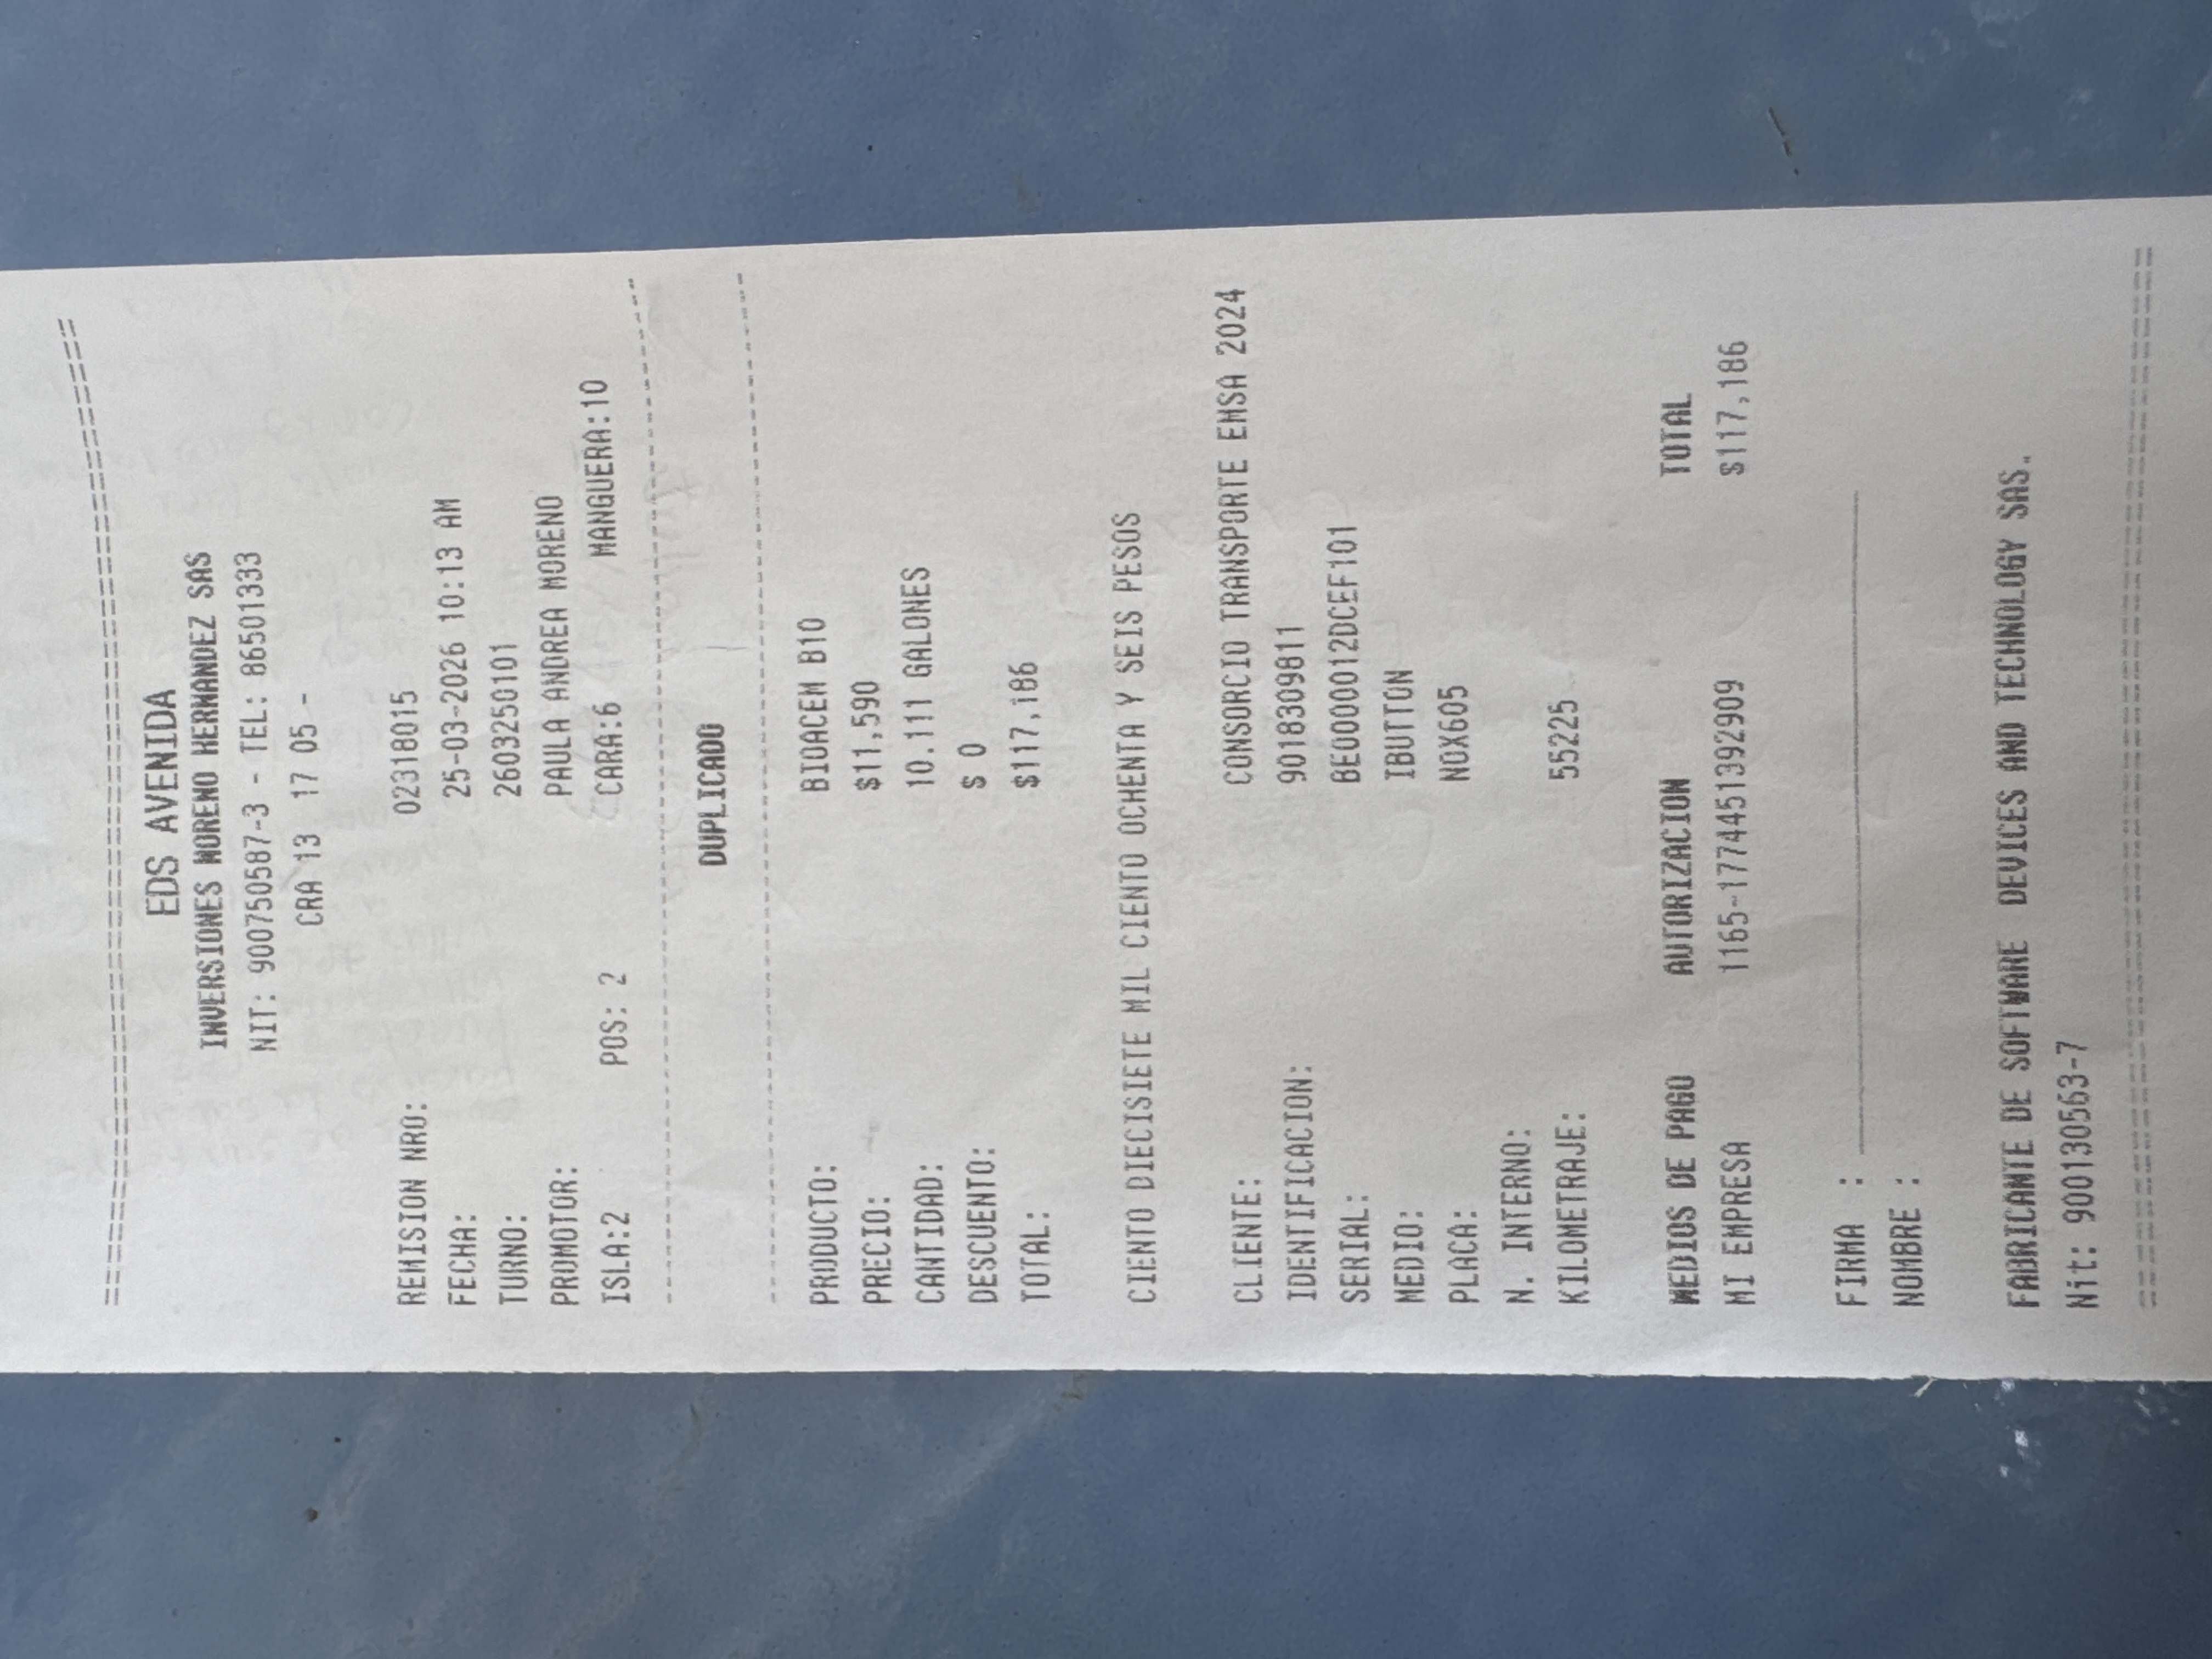 EDS AVENIDA
INVERSIONES MORENO HERNANDEZ SAS
NIT: 900750587-3 - TEL: 86501333
CRA 13  17 05 -
REMISION NRO: 02318015
FECHA: 25-03-2026 10:13 AM
TURNO: 2603250101
PROMOTOR: PAULA ANDREA MORENO
ISLA:2 POS: 2 CARA:6 MANGUERA:10
DUPLICADO
PRODUCTO: BIOACEM B10
PRECIO: $11,590
CANTIDAD: 10.111 GALONES
DESCUENTO: $ 0
TOTAL: $117,186
CIENTO DIECISIETE MIL CIENTO OCHENTA Y SEIS PESOS
CLIENTE: CONSORCIO TRANSPORTE EMSA 2024
IDENTIFICACION: 9018309811
SERIAL: BE000012DCEF101
MEDIO: IBUTTON
PLACA: NOX605
N. INTERNO:
KILOMETRAJE: 55225
MEDIOS DE PAGO AUTORIZACION TOTAL
MI EMPRESA 1165-1774451392909 $117,186
FIRMA :
NOMBRE :
FABRICANTE DE SOFTWARE DEVICES AND TECHNOLOGY SAS.
Nit: 900130563-7